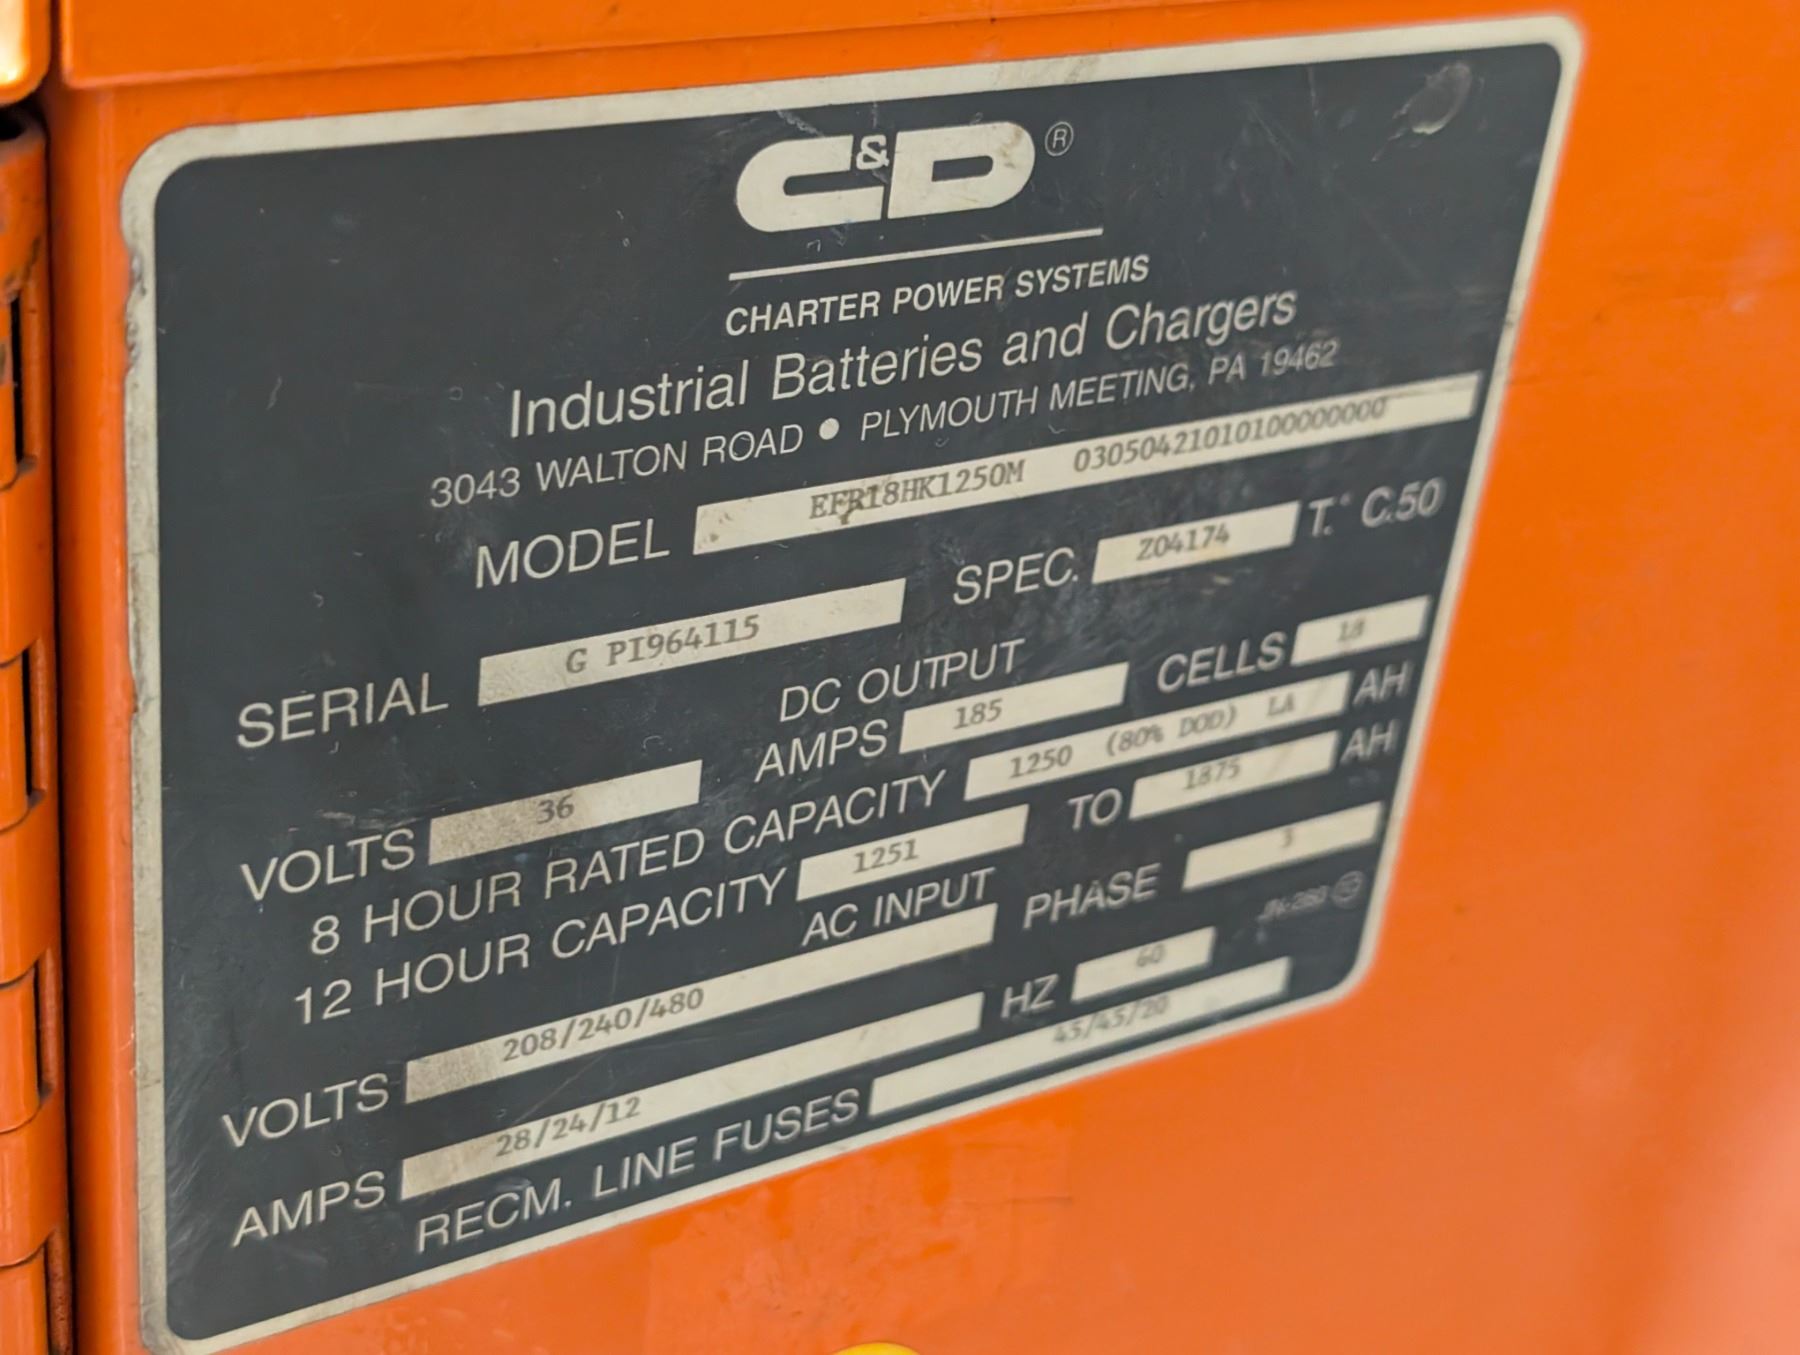 C&D®
CHARTER POWER SYSTEMS
Industrial Batteries and Chargers
3043 WALTON ROAD ● PLYMOUTH MEETING, PA 19462
MODEL EFR18HK1250M 03050421010100000000
SERIAL G PI964115 SPEC. Z04174 T.° C.50
DC OUTPUT
VOLTS 36 AMPS 185 CELLS 18
8 HOUR RATED CAPACITY 1250 (80% DOD) LA AH
12 HOUR CAPACITY 1251 TO 1875 AH
AC INPUT
VOLTS 208/240/480 PHASE 3
AMPS 28/24/12 HZ 60
RECM. LINE FUSES 45/45/20